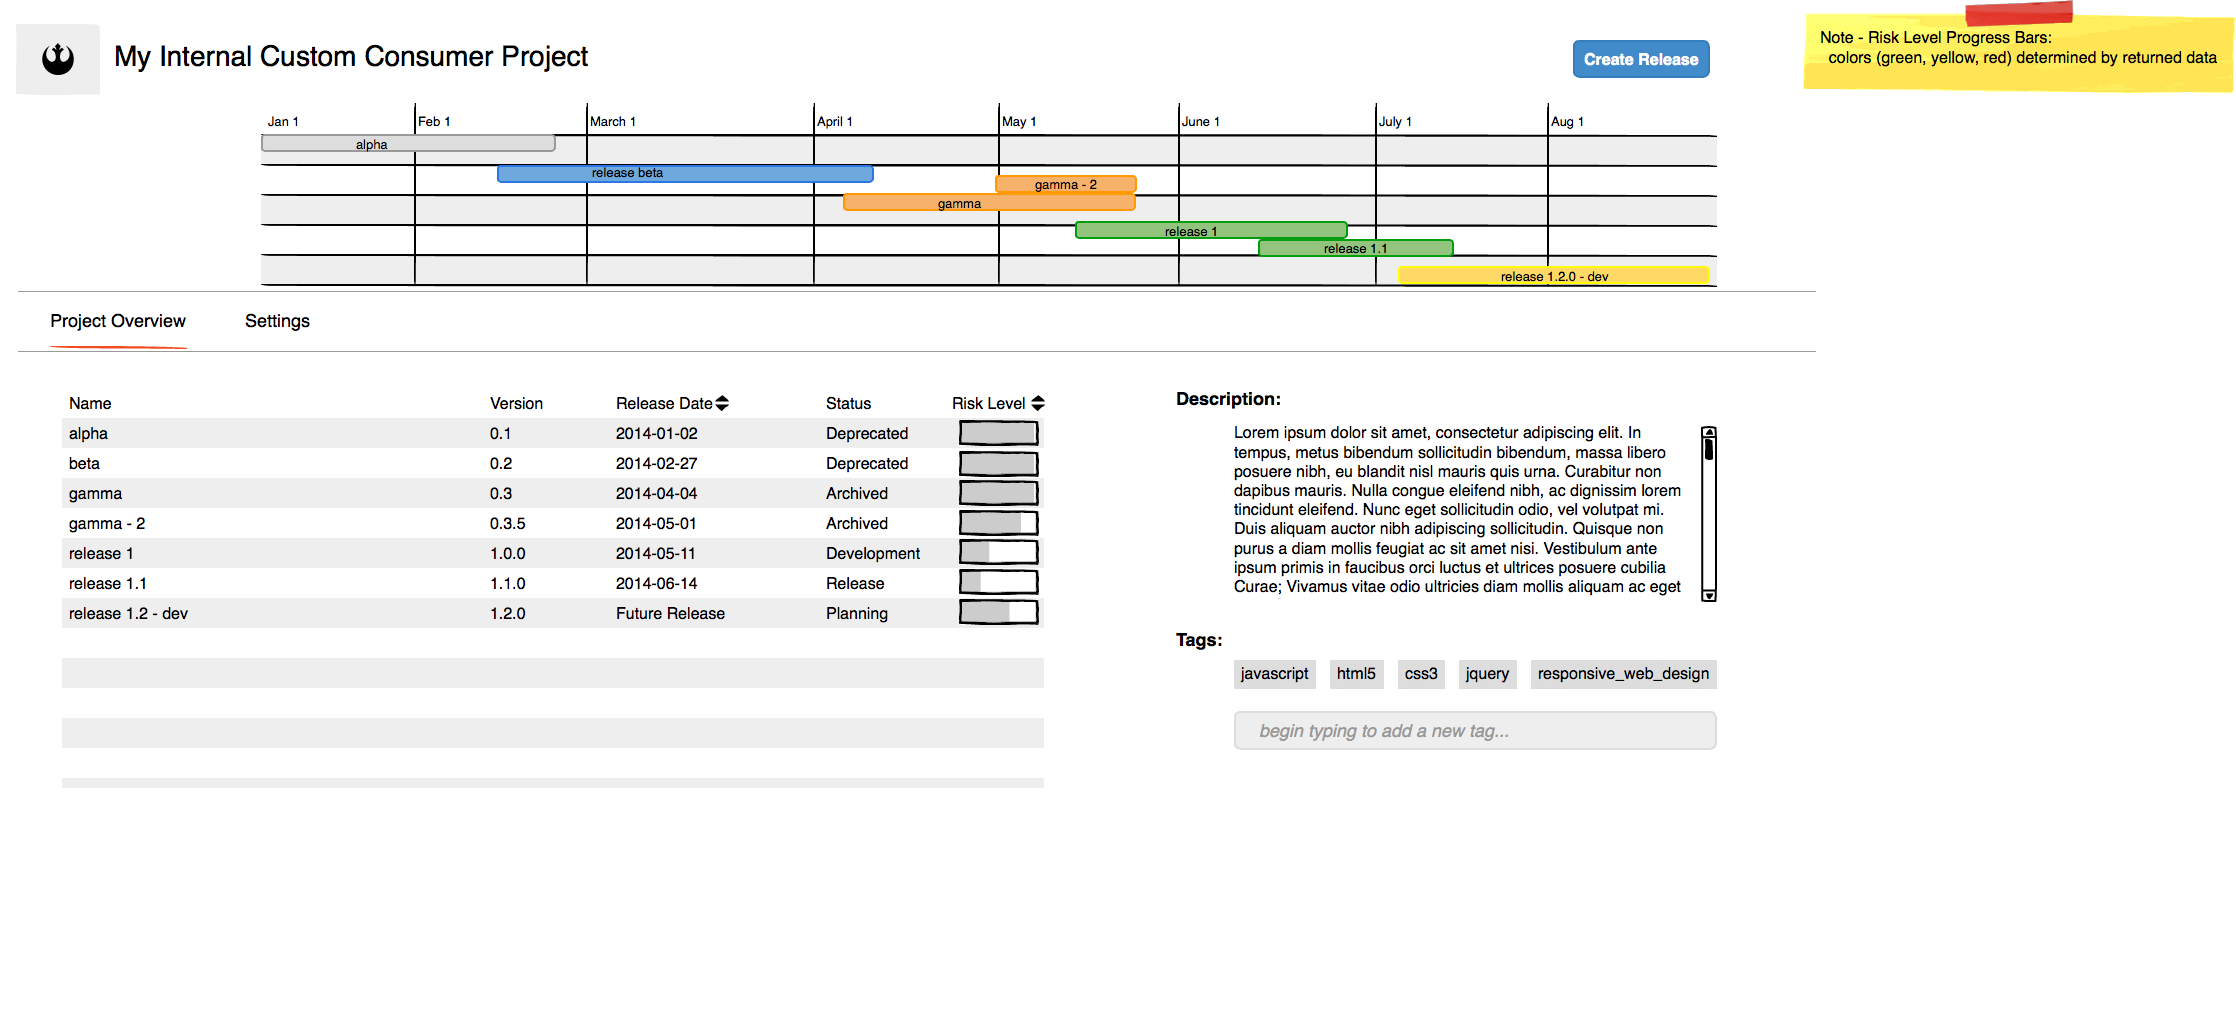 My Internal Custom Consumer Project
Create Release
Note - Risk Level Progress Bars:
colors (green, yellow, red) determined by returned data
Jan 1 Feb 1 March 1 April 1 May 1 June 1 July 1 Aug 1
alpha
release beta
gamma - 2
gamma
release 1
release 1.1
release 1.2.0 - dev
Project Overview Settings
Name Version Release Date Status Risk Level
alpha 0.1 2014-01-02 Deprecated
beta 0.2 2014-02-27 Deprecated
gamma 0.3 2014-04-04 Archived
gamma - 2 0.3.5 2014-05-01 Archived
release 1 1.0.0 2014-05-11 Development
release 1.1 1.1.0 2014-06-14 Release
release 1.2 - dev 1.2.0 Future Release Planning
Description:
Lorem ipsum dolor sit amet, consectetur adipiscing elit. In
tempus, metus bibendum sollicitudin bibendum, massa libero
posuere nibh, eu blandit nisl mauris quis urna. Curabitur non
dapibus mauris. Nulla congue eleifend nibh, ac dignissim lorem
tincidunt eleifend. Nunc eget sollicitudin odio, vel volutpat mi.
Duis aliquam auctor nibh adipiscing sollicitudin. Quisque non
purus a diam mollis feugiat ac sit amet nisi. Vestibulum ante
ipsum primis in faucibus orci luctus et ultrices posuere cubilia
Curae; Vivamus vitae odio ultricies diam mollis aliquam ac eget
Tags:
javascript html5 css3 jquery responsive_web_design
begin typing to add a new tag...